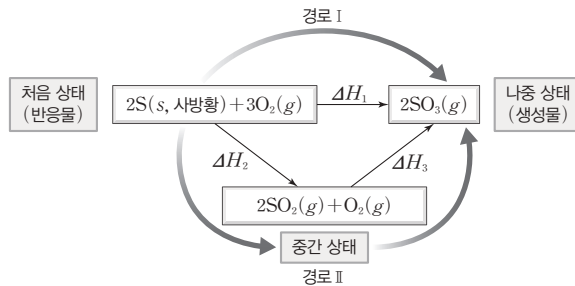 경로 Ⅰ
처음 상태
(반응물)
2S(s, 사방황)+3O₂(g)
ΔH₁
2SO₃(g)
나중 상태
(생성물)
ΔH₂
ΔH₃
2SO₂(g)+O₂(g)
중간 상태
경로 Ⅱ